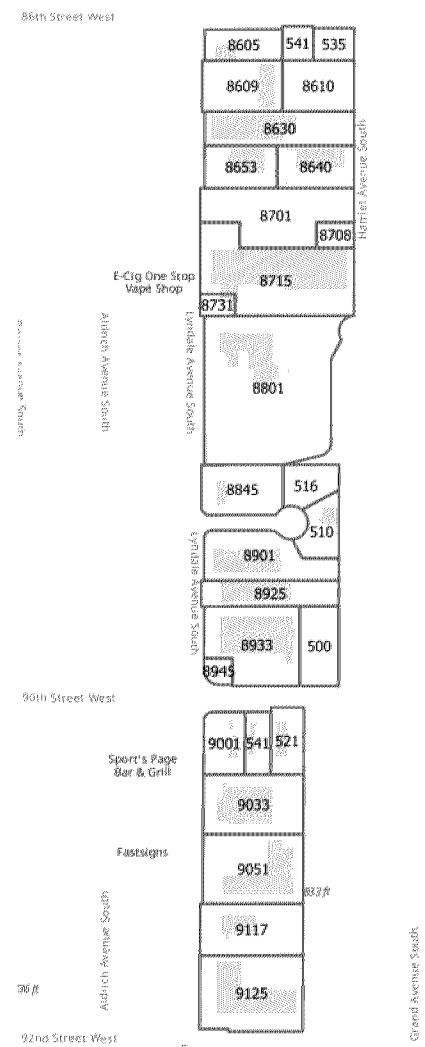 86th Street West
8605
541
535
8609
8610
8630
8653
8640
Harriet Avenue South
8701
8708
E-Cig One Stop
Vape Shop
8715
8731
Aldrich Avenue South
Lyndale Avenue South
8801
8845
516
510
Lyndale Avenue South
8901
8925
8933
500
8945
90th Street West
9001
541
521
Sport's Page
Bar & Grill
9033
Fastsigns
9051
833 ft
9117
Aldrich Avenue South
Grand Avenue South
9125
92nd Street West